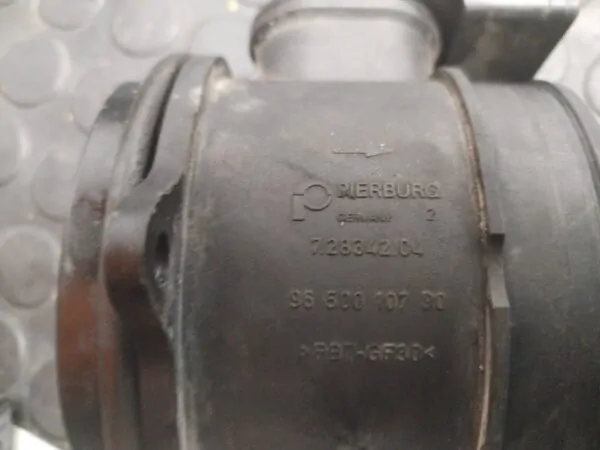 PIERBURG
GERMANY 2
7.28342.04
96 500 107 80
>PBT-GF30<